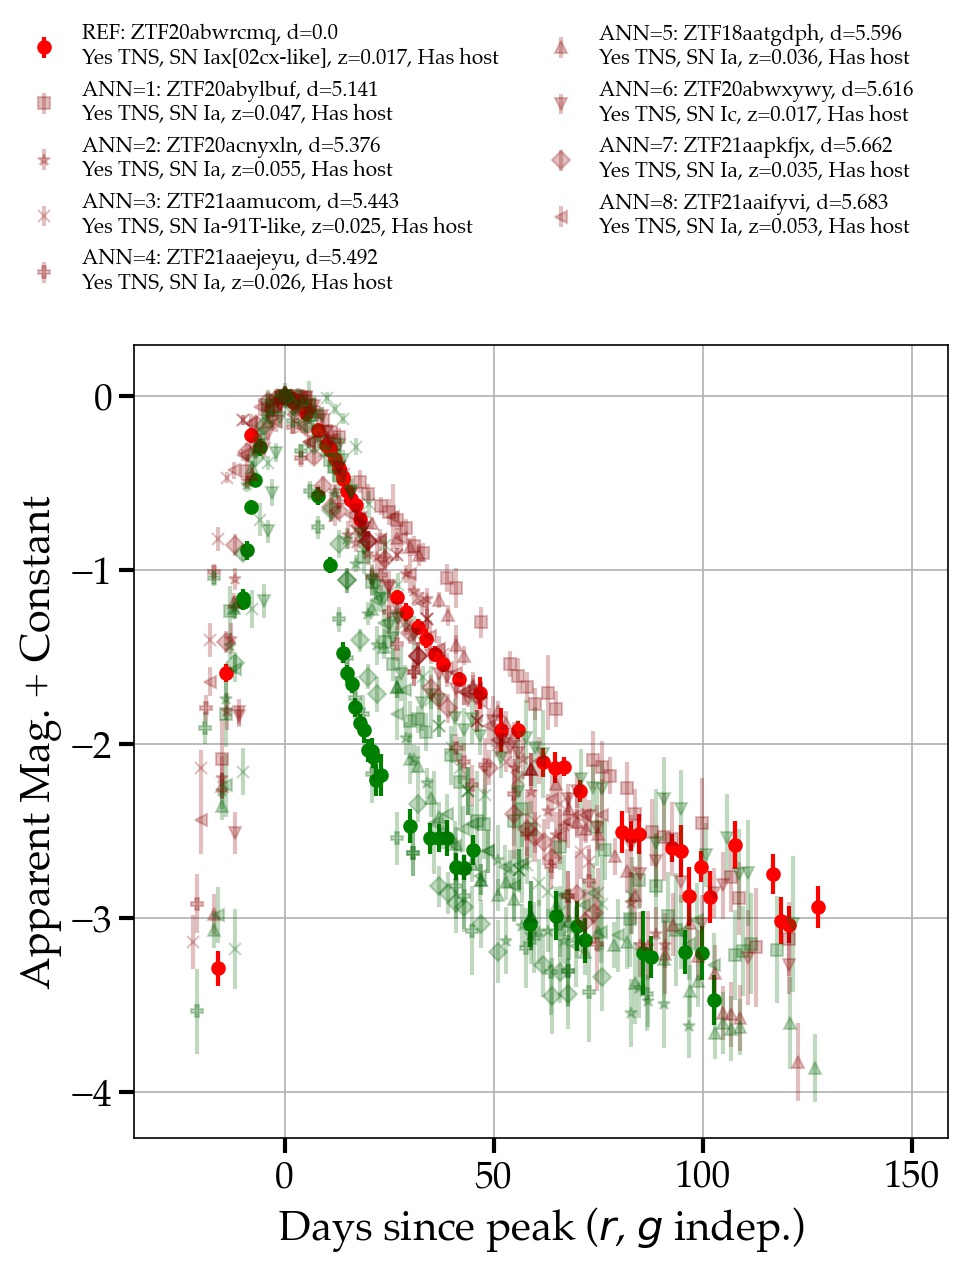 REF: ZTF20abwrcmq, d=0.0
Yes TNS, SN Iax[02cx-like], z=0.017, Has host
ANN=1: ZTF20abylbuf, d=5.141
Yes TNS, SN Ia, z=0.047, Has host
ANN=2: ZTF20acnyxln, d=5.376
Yes TNS, SN Ia, z=0.055, Has host
ANN=3: ZTF21aamucom, d=5.443
Yes TNS, SN Ia-91T-like, z=0.025, Has host
ANN=4: ZTF21aaejeyu, d=5.492
Yes TNS, SN Ia, z=0.026, Has host
ANN=5: ZTF18aatgdph, d=5.596
Yes TNS, SN Ia, z=0.036, Has host
ANN=6: ZTF20abwxywy, d=5.616
Yes TNS, SN Ic, z=0.017, Has host
ANN=7: ZTF21aapkfjx, d=5.662
Yes TNS, SN Ia, z=0.035, Has host
ANN=8: ZTF21aaifyvi, d=5.683
Yes TNS, SN Ia, z=0.053, Has host
Apparent Mag. + Constant
0
−1
−2
−3
−4
0 50 100 150
Days since peak (r, g indep.)